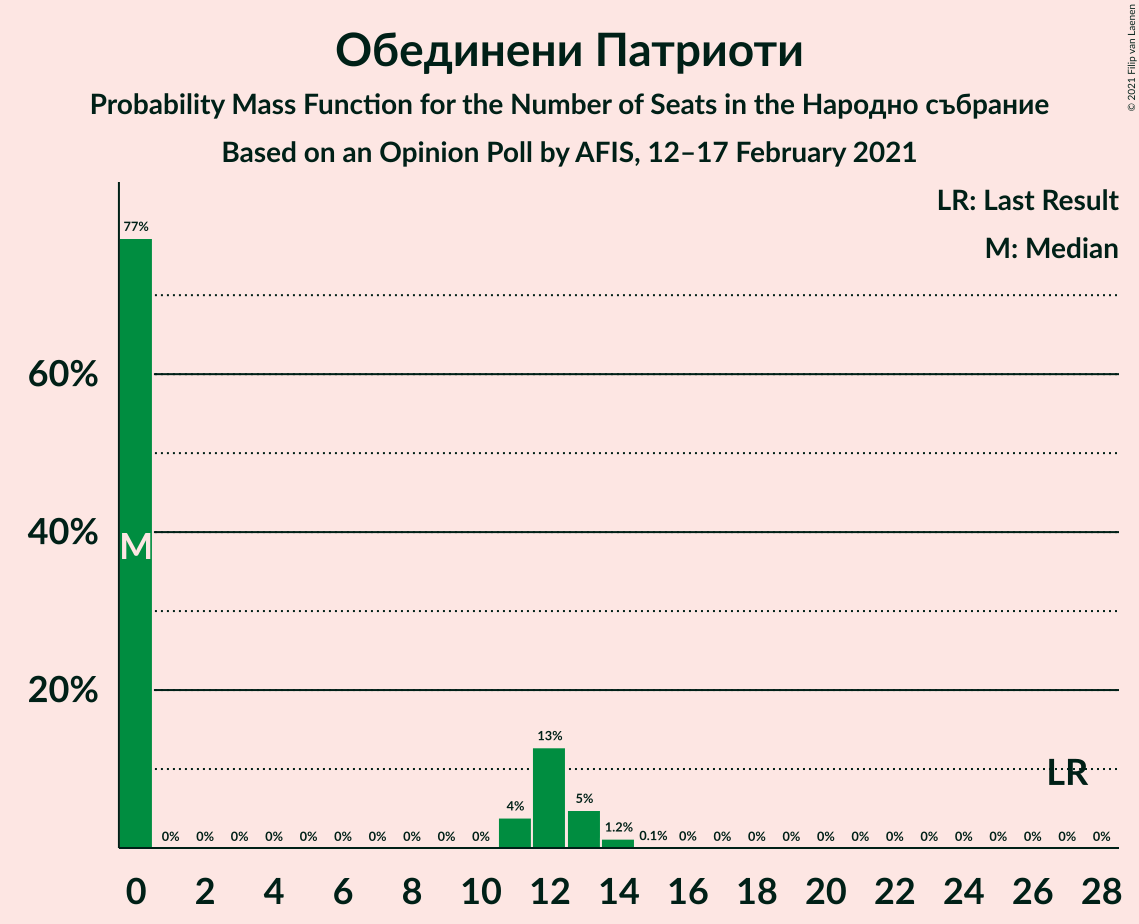 Обединени Патриоти
Probability Mass Function for the Number of Seats in the Народно събрание
Based on an Opinion Poll by AFIS, 12–17 February 2021
© 2021 Filip van Laenen
LR: Last Result
M: Median
77%
60%
40%
M
20%
13%
LR
4%
5%
1.2%
0.1%
0% 0% 0% 0% 0% 0% 0% 0% 0% 0%
0% 0% 0% 0% 0% 0% 0% 0% 0% 0% 0% 0% 0%
0 2 4 6 8 10 12 14 16 18 20 22 24 26 28